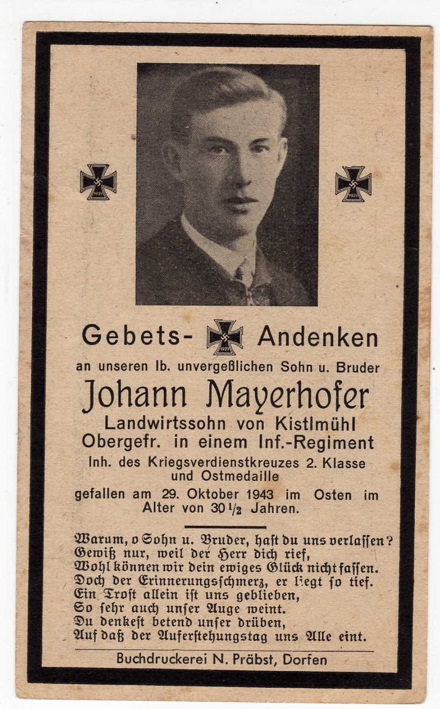 Gebets- Andenken
an unseren lb. unvergeßlichen Sohn u. Bruder
Johann Mayerhofer
Landwirtssohn von Kistlmühl
Obergefr. in einem Inf.-Regiment
Inh. des Kriegsverdienstkreuzes 2. Klasse
und Ostmedaille
gefallen am 29. Oktober 1943 im Osten im
Alter von 30 1/2 Jahren.
Warum, o Sohn u. Bruder, hast du uns verlassen?
Gewiß nur, weil der Herr dich rief,
Wohl können wir dein ewiges Glück nicht fassen.
Doch der Erinnerungsschmerz, er liegt so tief.
Ein Trost allein ist uns geblieben,
So sehr auch unser Auge weint.
Du denkest betend unser drüben,
Auf daß der Auferstehungstag uns Alle eint.
Buchdruckerei N. Präbst, Dorfen